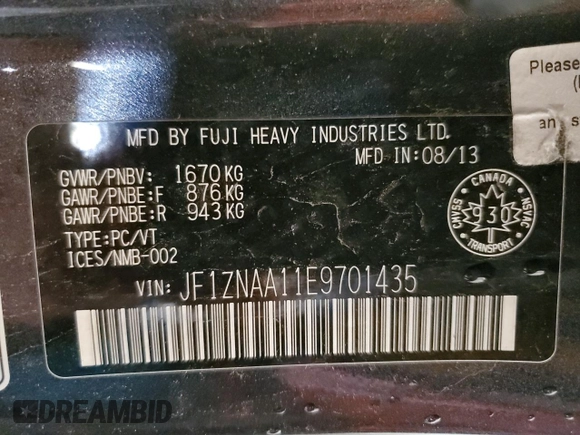 MFD BY FUJI HEAVY INDUSTRIES LTD.
MFD IN: 08/13
GVWR/PNBV: 1670 KG
GAWR/PNBE:F 876 KG
GAWR/PNBE:R 943 KG
TYPE:PC/VT
ICES/NMB-002
VIN: JF1ZNAA11E9701435
CANADA
CMVSS 930 NSVAC
TRANSPORT
Please
an
s
DREAMBID